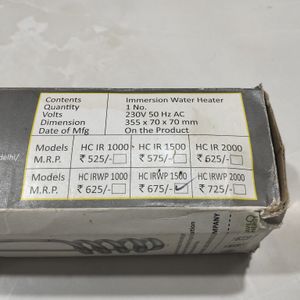 Contents Immersion Water Heater
Quantity 1 No.
Volts 230V 50 Hz AC
Dimension 355 x 70 x 70 mm
Date of Mfg On the Product
Models HC IR 1000 HC IR 1500 HC IR 2000
M.R.P. ₹ 525/- ₹ 575/- ₹ 625/-
Models HC IRWP 1000 HC IRWP 1500 HC IRWP 2000
M.R.P. ₹ 625/- ₹ 675/- ₹ 725/-
delhi/
COMPANY